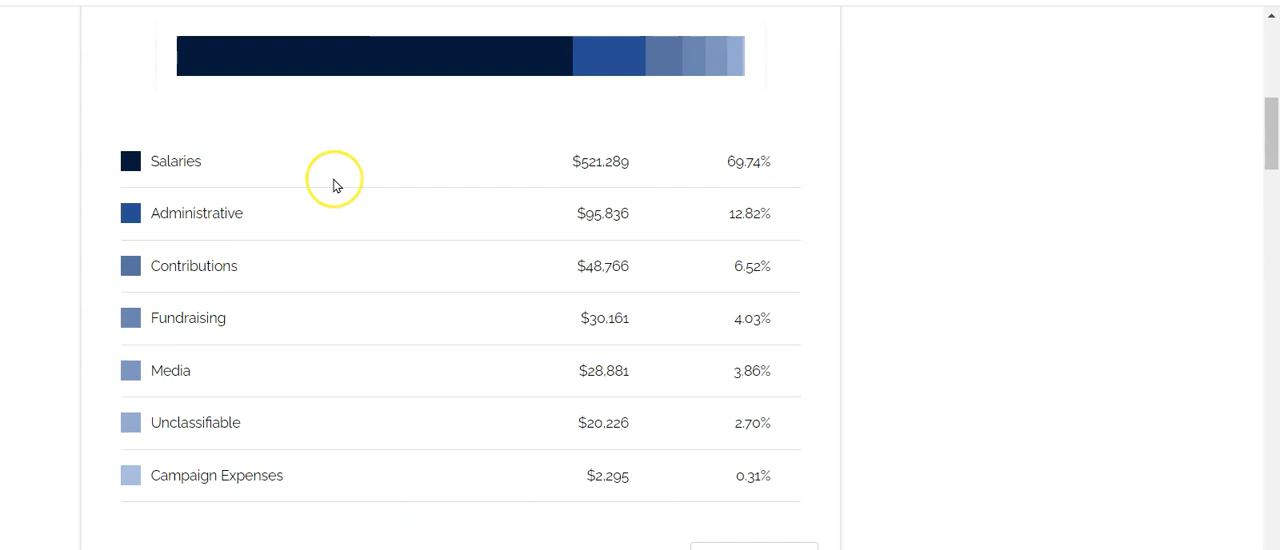 Salaries $521,289 69.74%
Administrative $95,836 12.82%
Contributions $48,766 6.52%
Fundraising $30,161 4.03%
Media $28,881 3.86%
Unclassifiable $20,226 2.70%
Campaign Expenses $2,295 0.31%